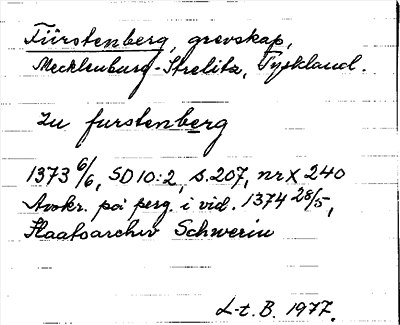 Fürstenberg, grevskap,
Mecklenburg-Strelitz, Tyskland.
zu furstenberg
1373 6/6, SD 10:2, s.207, nr X 240
Avskr. på perg. i vid. 1374 28/5,
Staatsarchiv Schwerin
L-t. B. 1977.